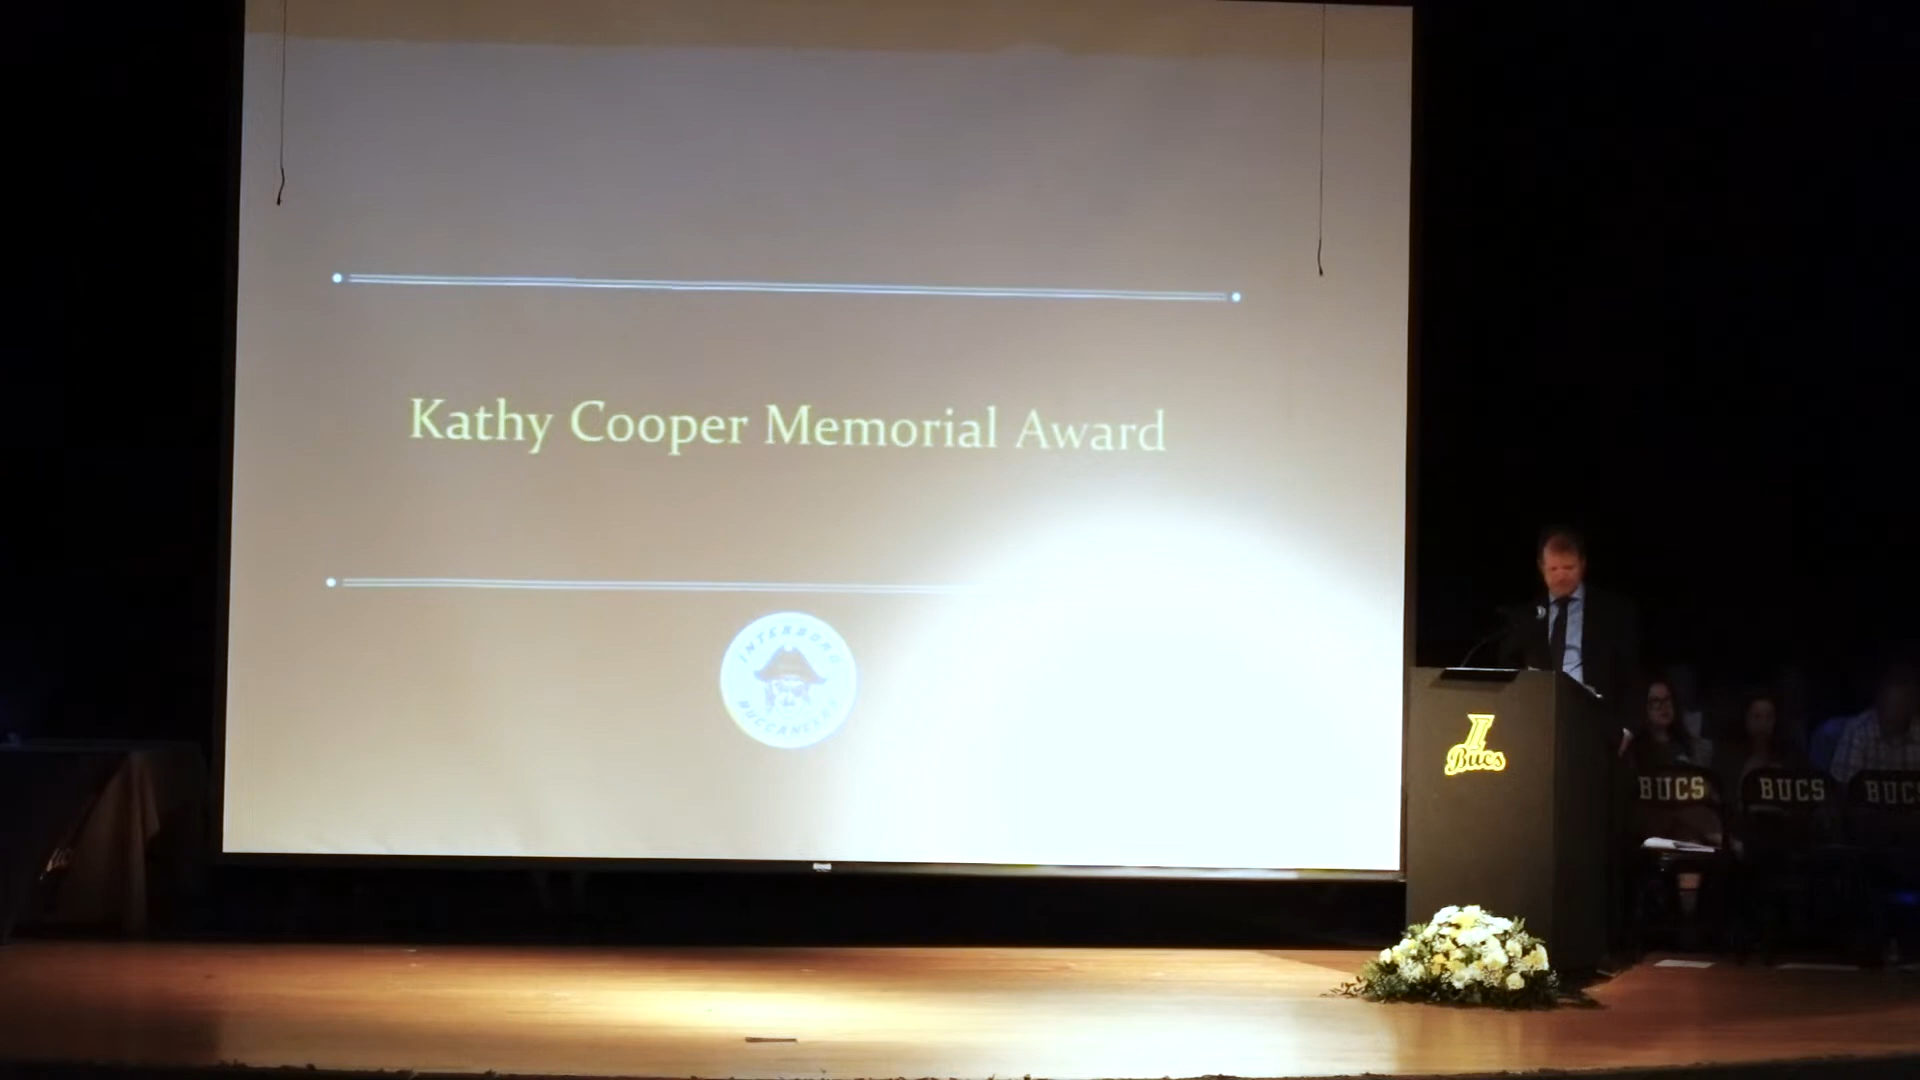 Kathy Cooper Memorial Award
INTERBORO
BUCCANEERS
I
Bucs
BUCS
BUCS
BUCS